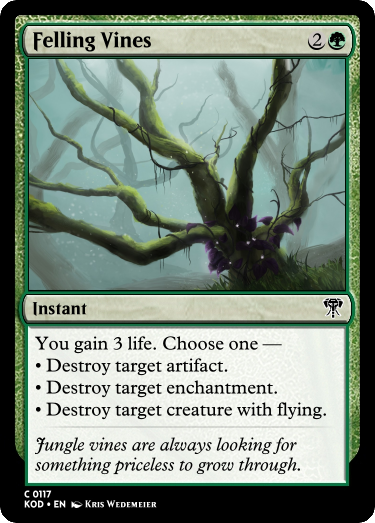 Felling Vines 2
Instant
You gain 3 life. Choose one —
• Destroy target artifact.
• Destroy target enchantment.
• Destroy target creature with flying.
Jungle vines are always looking for
something priceless to grow through.
C 0117
KOD • EN Kris Wedemeier